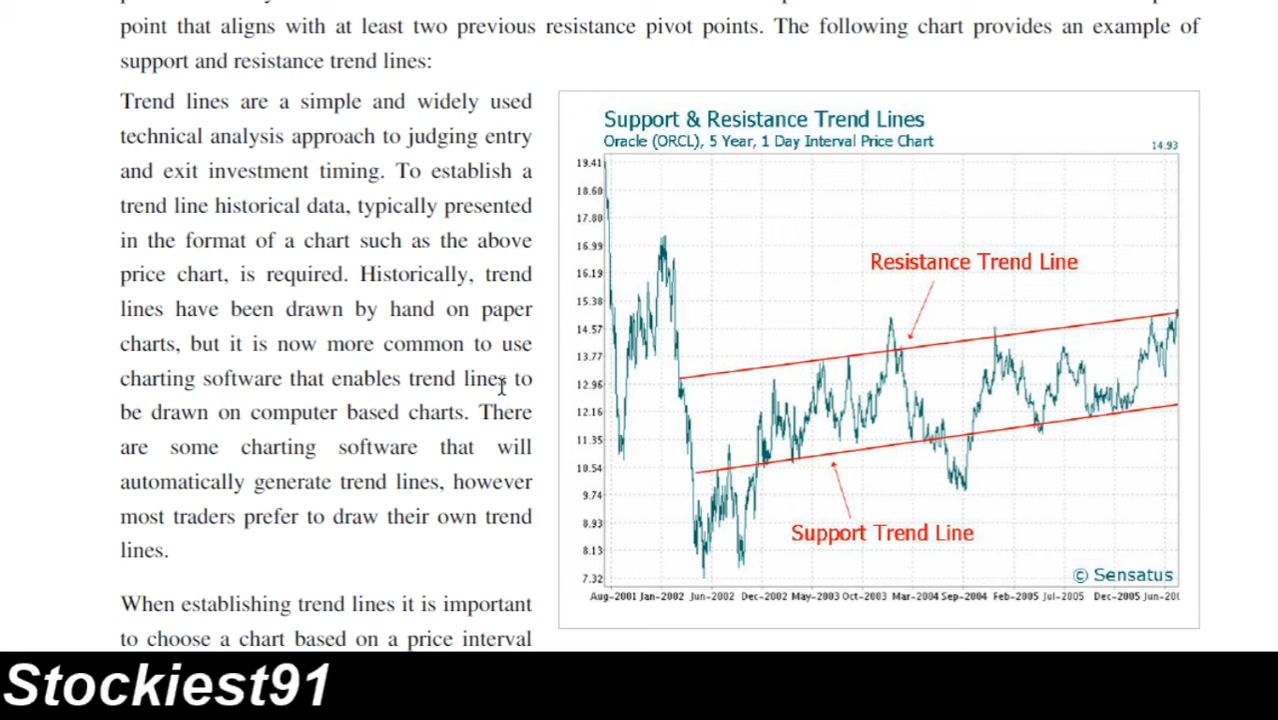 point that aligns with at least two previous resistance pivot points. The following chart provides an example of
support and resistance trend lines:
Trend lines are a simple and widely used
technical analysis approach to judging entry
and exit investment timing. To establish a
trend line historical data, typically presented
in the format of a chart such as the above
price chart, is required. Historically, trend
lines have been drawn by hand on paper
charts, but it is now more common to use
charting software that enables trend lines to
be drawn on computer based charts. There
are some charting software that will
automatically generate trend lines, however
most traders prefer to draw their own trend
lines.
When establishing trend lines it is important
to choose a chart based on a price interval
Support & Resistance Trend Lines
Oracle (ORCL), 5 Year, 1 Day Interval Price Chart
14.93
19.41
18.60
17.80
16.99
16.19
15.38
14.57
13.77
12.96
12.16
11.35
10.54
9.74
8.93
8.13
7.32
Resistance Trend Line
Support Trend Line
© Sensatus
Aug-2001 Jan-2002 Jun-2002 Dec-2002 May-2003 Oct-2003 Mar-2004 Sep-2004 Feb-2005 Jul-2005 Dec-2005 Jun-20
Stockiest91